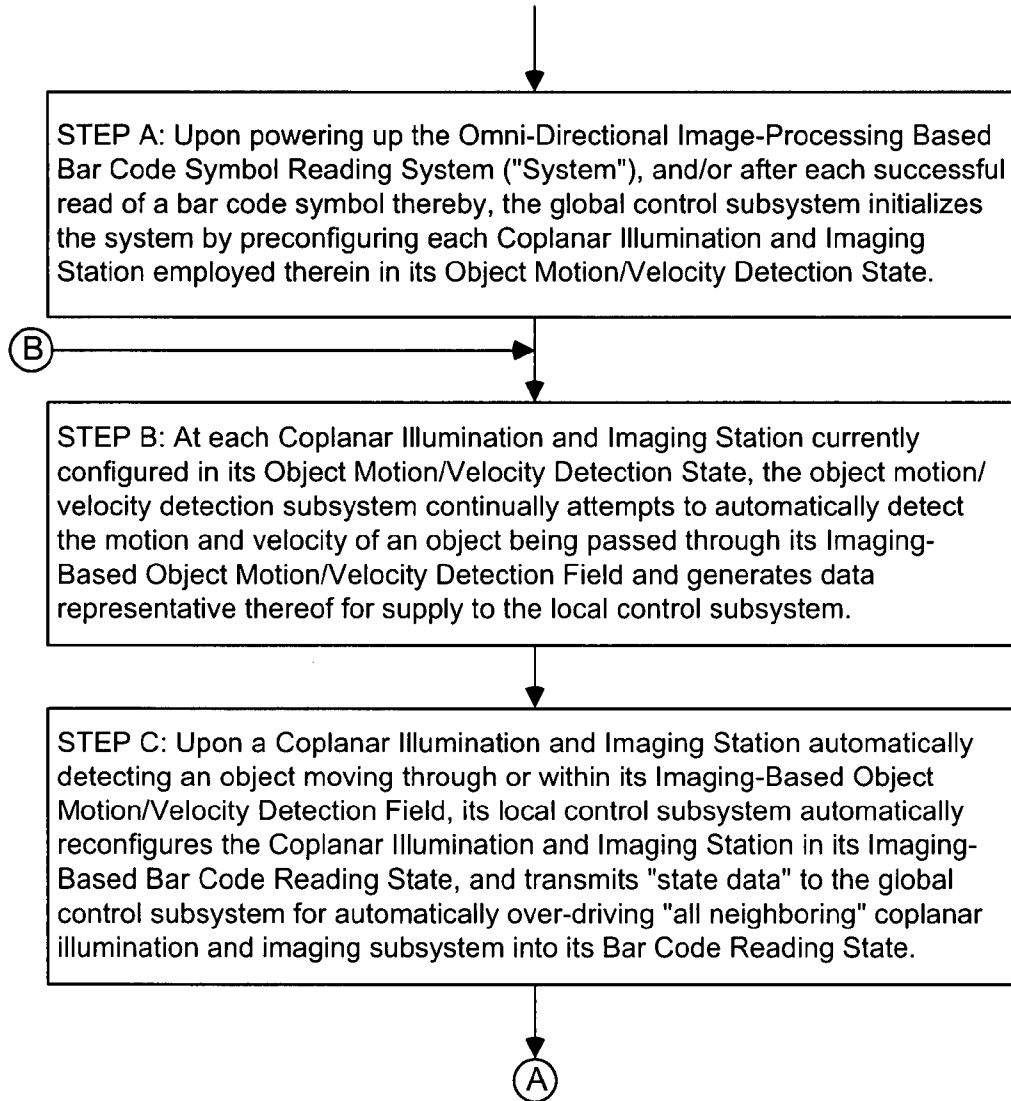 STEP A: Upon powering up the Omni-Directional Image-Processing Based
Bar Code Symbol Reading System ("System"), and/or after each successful
read of a bar code symbol thereby, the global control subsystem initializes
the system by preconfiguring each Coplanar Illumination and Imaging
Station employed therein in its Object Motion/Velocity Detection State.
B
STEP B: At each Coplanar Illumination and Imaging Station currently
configured in its Object Motion/Velocity Detection State, the object motion/
velocity detection subsystem continually attempts to automatically detect
the motion and velocity of an object being passed through its Imaging-
Based Object Motion/Velocity Detection Field and generates data
representative thereof for supply to the local control subsystem.
STEP C: Upon a Coplanar Illumination and Imaging Station automatically
detecting an object moving through or within its Imaging-Based Object
Motion/Velocity Detection Field, its local control subsystem automatically
reconfigures the Coplanar Illumination and Imaging Station in its Imaging-
Based Bar Code Reading State, and transmits "state data" to the global
control subsystem for automatically over-driving "all neighboring" coplanar
illumination and imaging subsystem into its Bar Code Reading State.
A